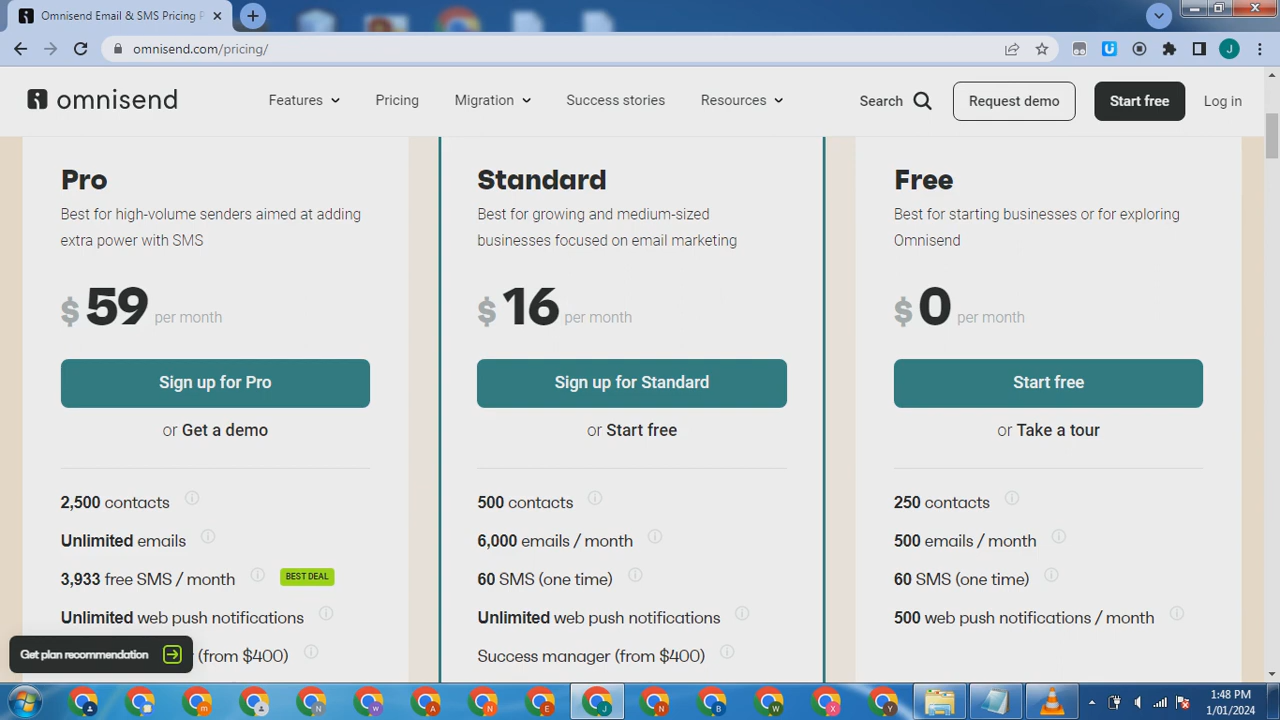 Omnisend Email & SMS Pricing P
omnisend.com/pricing/
J
omnisend
Features
Pricing
Migration
Success stories
Resources
Search
Request demo
Start free
Log in
Pro
Best for high-volume senders aimed at adding
extra power with SMS
$ 59 per month
Sign up for Pro
or Get a demo
2,500 contacts
Unlimited emails
3,933 free SMS / month
BEST DEAL
Unlimited web push notifications
(from $400)
Standard
Best for growing and medium-sized
businesses focused on email marketing
$ 16 per month
Sign up for Standard
or Start free
500 contacts
6,000 emails / month
60 SMS (one time)
Unlimited web push notifications
Success manager (from $400)
Free
Best for starting businesses or for exploring
Omnisend
$ 0 per month
Start free
or Take a tour
250 contacts
500 emails / month
60 SMS (one time)
500 web push notifications / month
Get plan recommendation
1:48 PM
1/01/2024